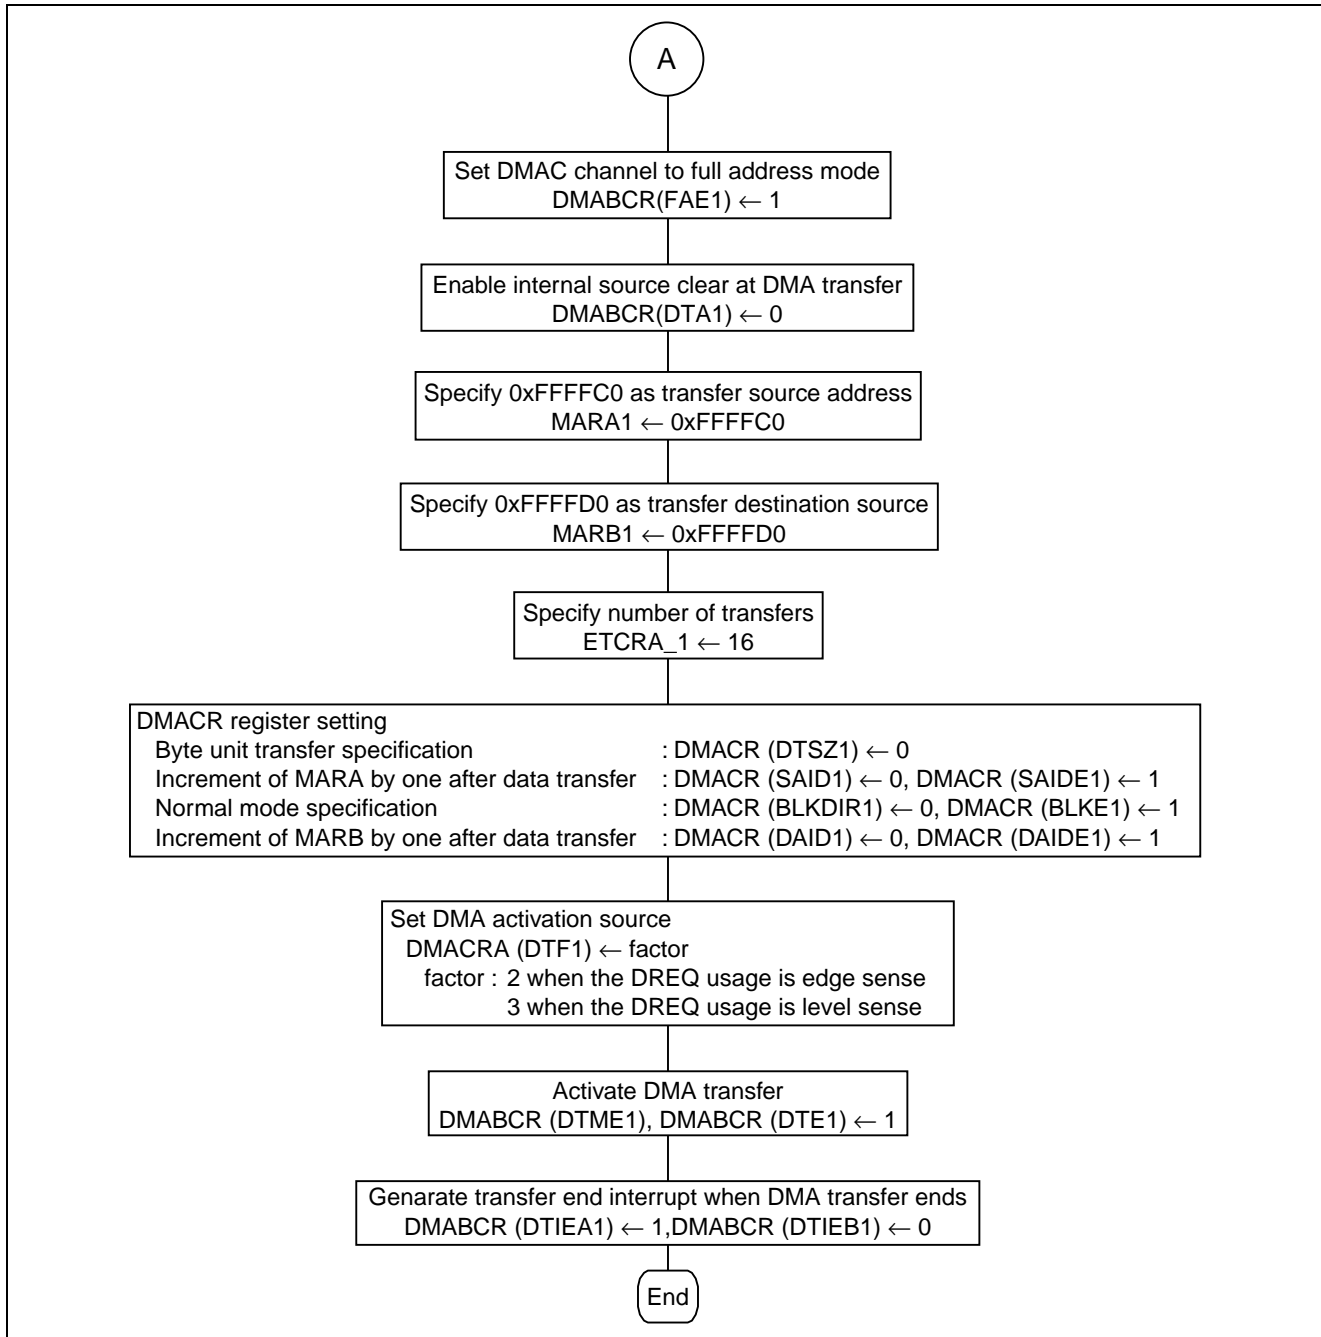 A
Set DMAC channel to full address mode
DMABCR(FAE1) ← 1
Enable internal source clear at DMA transfer
DMABCR(DTA1) ← 0
Specify 0xFFFFC0 as transfer source address
MARA1 ← 0xFFFFC0
Specify 0xFFFFD0 as transfer destination source
MARB1 ← 0xFFFFD0
Specify number of transfers
ETCRA_1 ← 16
DMACR register setting
Byte unit transfer specification : DMACR (DTSZ1) ← 0
Increment of MARA by one after data transfer : DMACR (SAID1) ← 0, DMACR (SAIDE1) ← 1
Normal mode specification : DMACR (BLKDIR1) ← 0, DMACR (BLKE1) ← 1
Increment of MARB by one after data transfer : DMACR (DAID1) ← 0, DMACR (DAIDE1) ← 1
Set DMA activation source
DMACRA (DTF1) ← factor
factor : 2 when the DREQ usage is edge sense
3 when the DREQ usage is level sense
Activate DMA transfer
DMABCR (DTME1), DMABCR (DTE1) ← 1
Genarate transfer end interrupt when DMA transfer ends
DMABCR (DTIEA1) ← 1,DMABCR (DTIEB1) ← 0
End